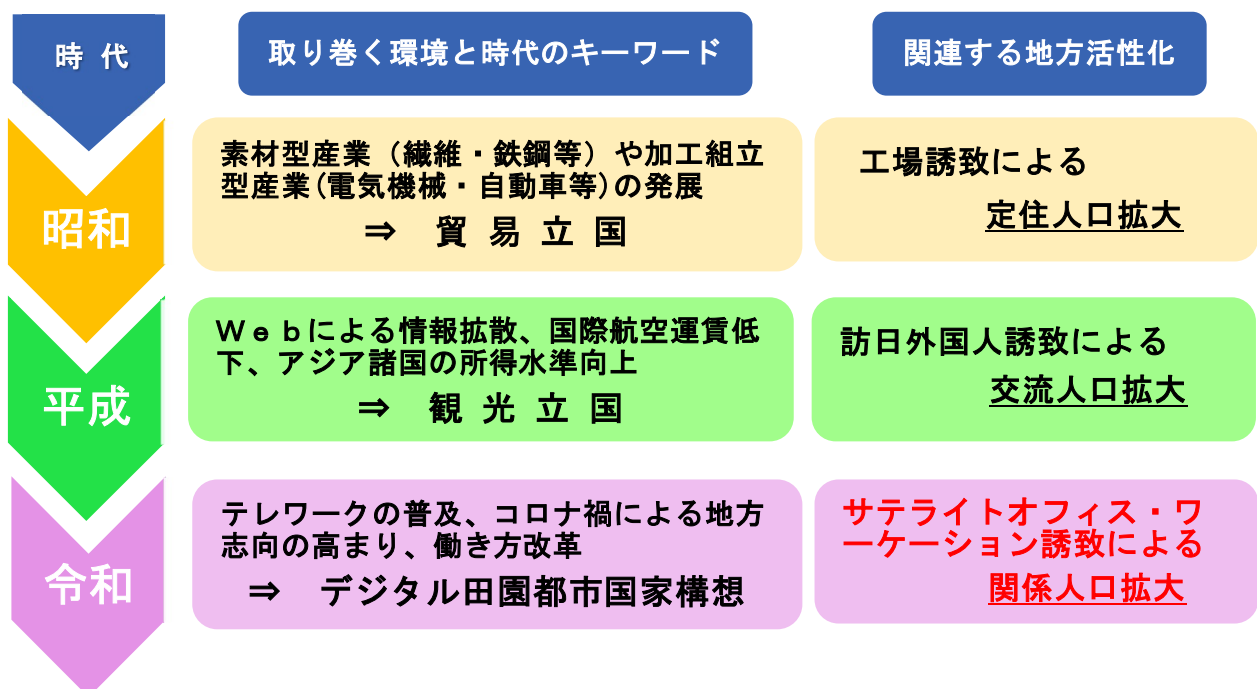 時 代
取り巻く環境と時代のキーワード
関連する地方活性化
昭和
素材型産業（繊維・鉄鋼等）や加工組立
型産業(電気機械・自動車等)の発展
⇒ 貿 易 立 国
工場誘致による
定住人口拡大
平成
Ｗｅｂによる情報拡散、国際航空運賃低
下、アジア諸国の所得水準向上
⇒ 観 光 立 国
訪日外国人誘致による
交流人口拡大
令和
テレワークの普及、コロナ禍による地方
志向の高まり、働き方改革
⇒ デジタル田園都市国家構想
サテライトオフィス・ワ
ーケーション誘致による
関係人口拡大